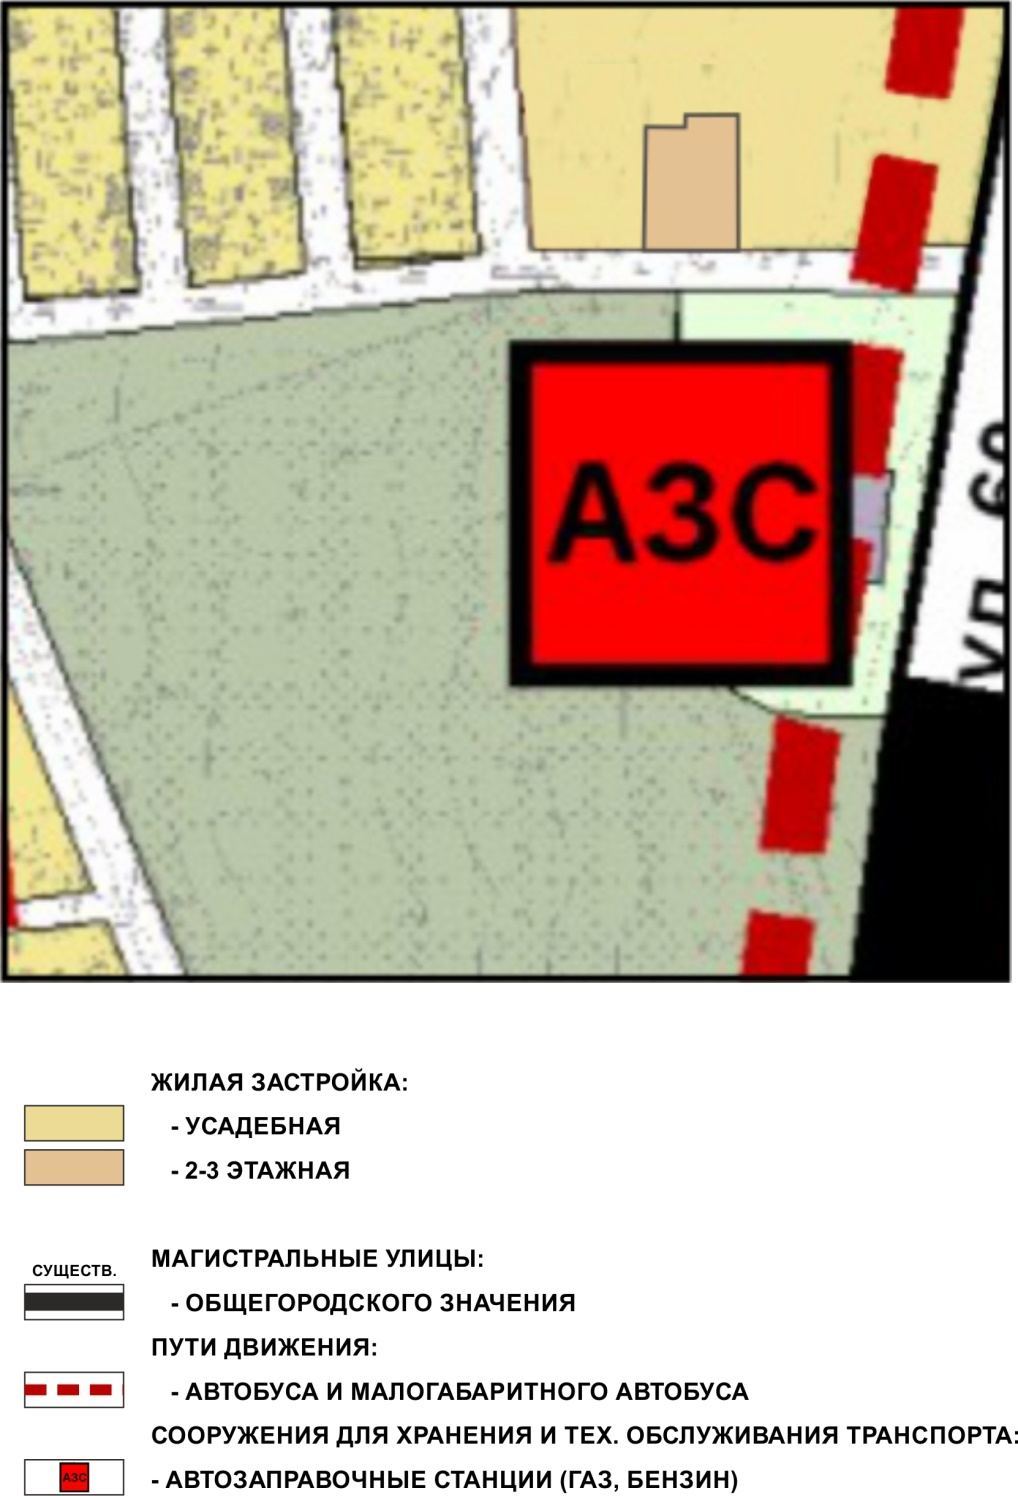 АЗС
УЛ. 60
ЖИЛАЯ ЗАСТРОЙКА:
- УСАДЕБНАЯ
- 2-3 ЭТАЖНАЯ
МАГИСТРАЛЬНЫЕ УЛИЦЫ:
СУЩЕСТВ.
- ОБЩЕГОРОДСКОГО ЗНАЧЕНИЯ
ПУТИ ДВИЖЕНИЯ:
- АВТОБУСА И МАЛОГАБАРИТНОГО АВТОБУСА
СООРУЖЕНИЯ ДЛЯ ХРАНЕНИЯ И ТЕХ. ОБСЛУЖИВАНИЯ ТРАНСПОРТА:
АЗС - АВТОЗАПРАВОЧНЫЕ СТАНЦИИ (ГАЗ, БЕНЗИН)